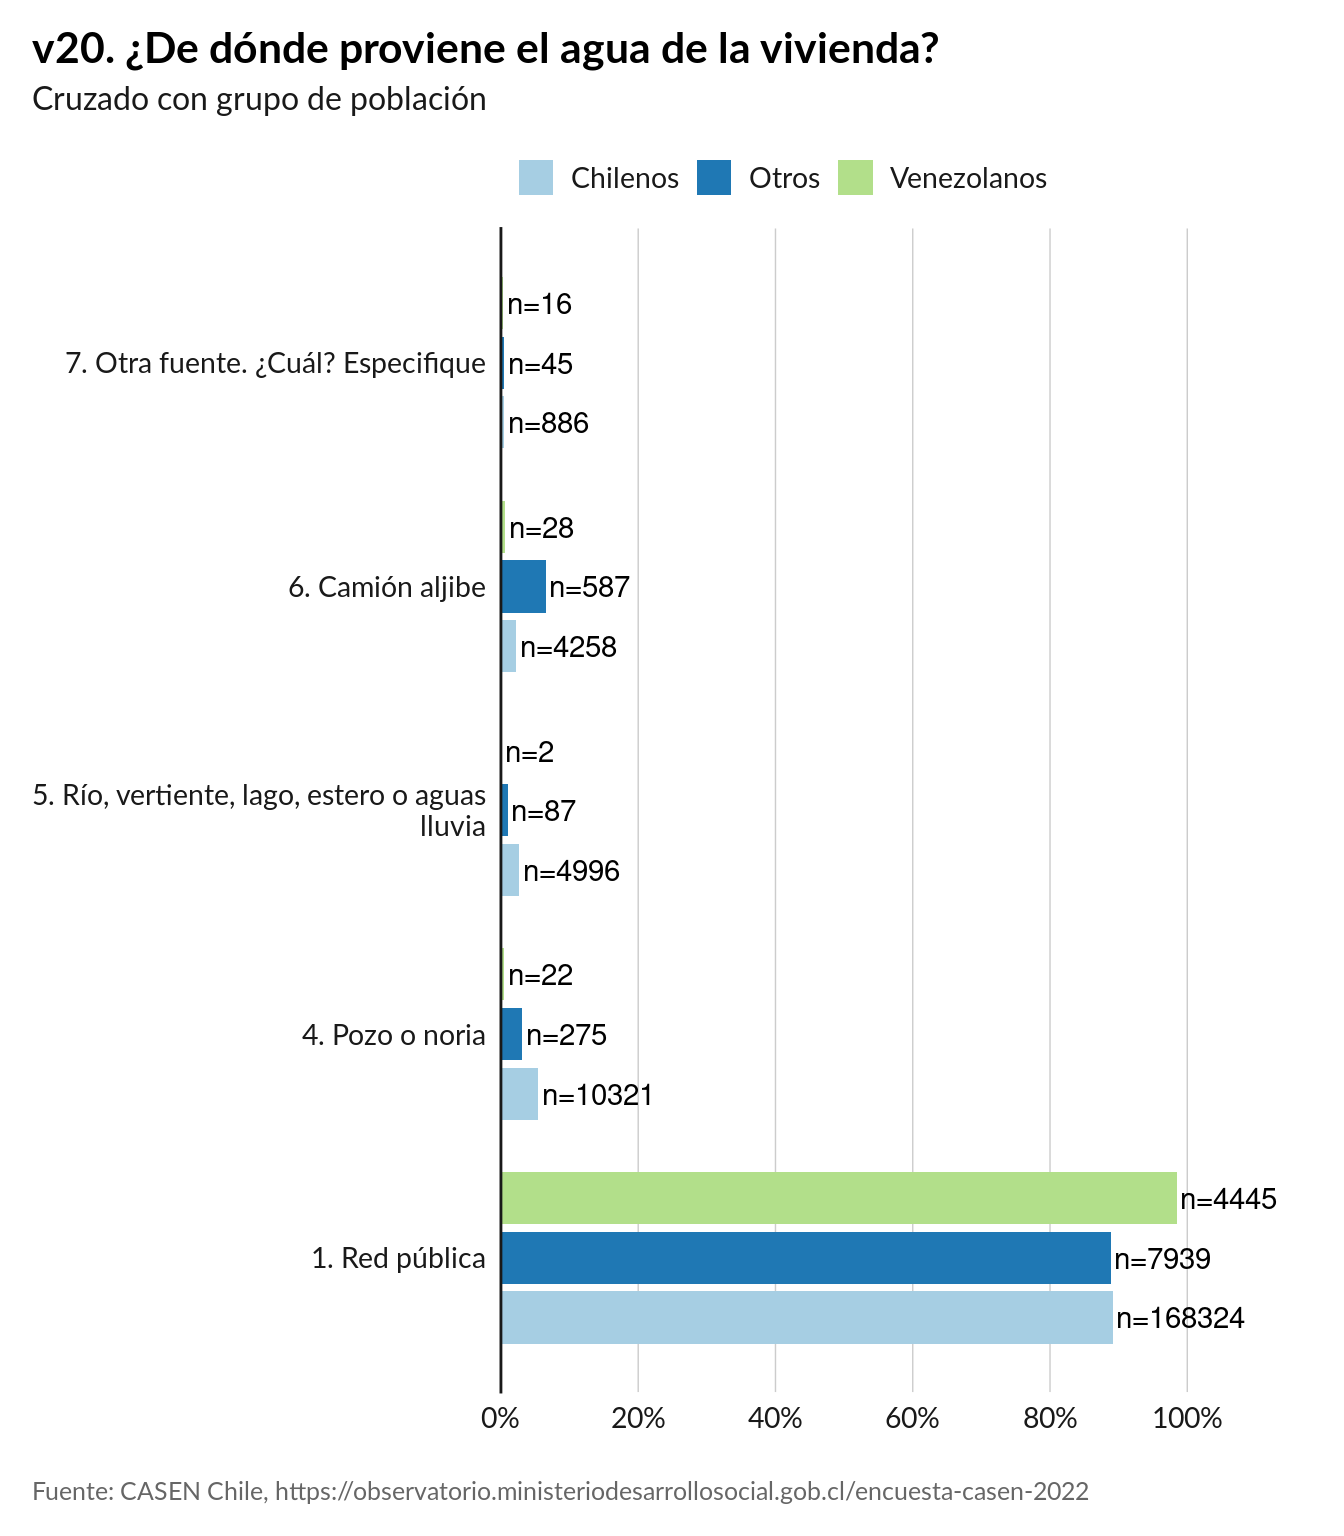 v20. ¿De dónde proviene el agua de la vivienda?
Cruzado con grupo de población
Chilenos Otros Venezolanos
n=16
7. Otra fuente. ¿Cuál? Especifique n=45
n=886
n=28
6. Camión aljibe n=587
n=4258
n=2
5. Río, vertiente, lago, estero o aguas n=87
lluvia
n=4996
n=22
4. Pozo o noria n=275
n=10321
n=4445
1. Red pública n=7939
n=168324
0% 20% 40% 60% 80% 100%
Fuente: CASEN Chile, https://observatorio.ministeriodesarrollosocial.gob.cl/encuesta-casen-2022